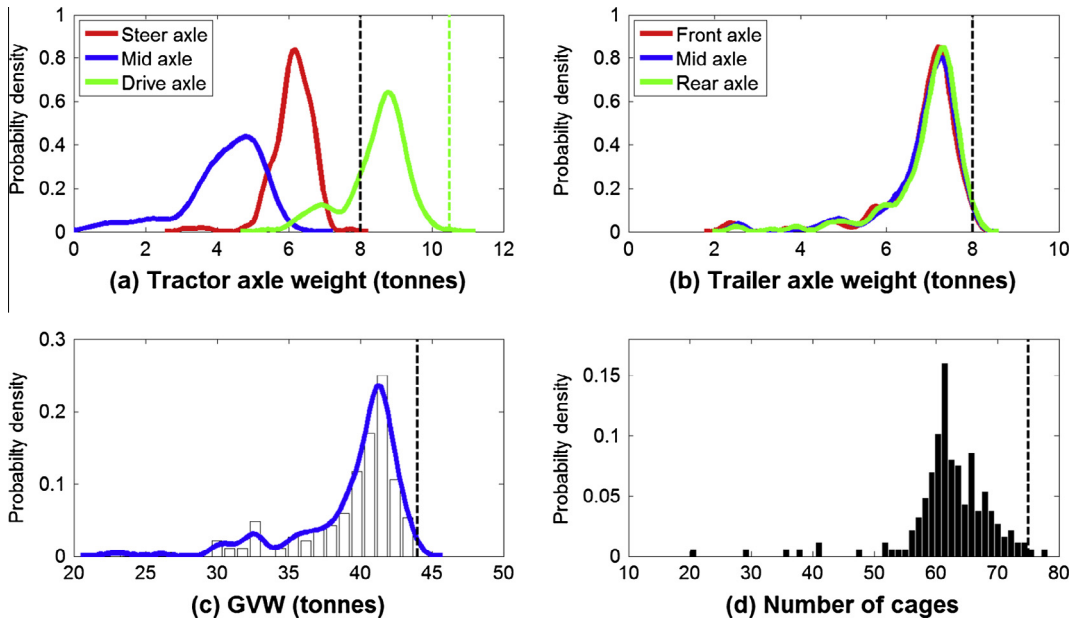 Probabilty density
1
0.8
0.6
0.4
0.2
0
Steer axle
Mid axle
Drive axle
0 2 4 6 8 10 12
(a) Tractor axle weight (tonnes)
Probabilty density
1
0.8
0.6
0.4
0.2
0
Front axle
Mid axle
Rear axle
0 2 4 6 8 10
(b) Trailer axle weight (tonnes)
Probabilty density
0.3
0.2
0.1
0
20 25 30 35 40 45 50
(c) GVW (tonnes)
Probabilty density
0.15
0.1
0.05
0
10 20 30 40 50 60 70 80
(d) Number of cages